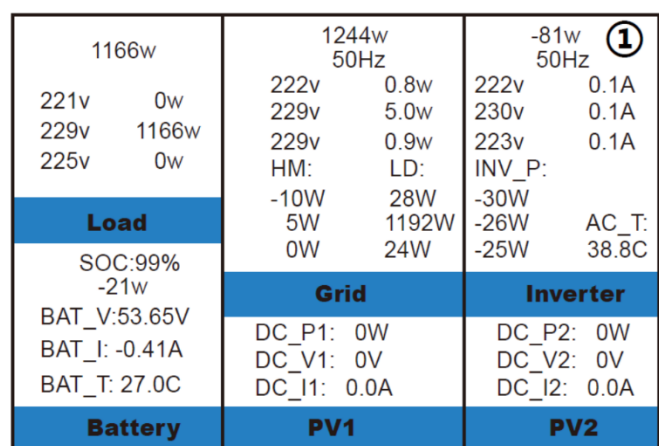 1166w
221v 0w
229v 1166w
225v 0w
Load
1244w
50Hz
222v 0.8w
229v 5.0w
229v 0.9w
HM: LD:
-10W 28W
5W 1192W
0W 24W
Grid
-81w ①
50Hz
222v 0.1A
230v 0.1A
223v 0.1A
INV_P:
-30W
-26W AC_T:
-25W 38.8C
Inverter
SOC:99%
-21w
BAT_V:53.65V
BAT_I: -0.41A
BAT_T: 27.0C
Battery
DC_P1: 0W
DC_V1: 0V
DC_I1: 0.0A
PV1
DC_P2: 0W
DC_V2: 0V
DC_I2: 0.0A
PV2